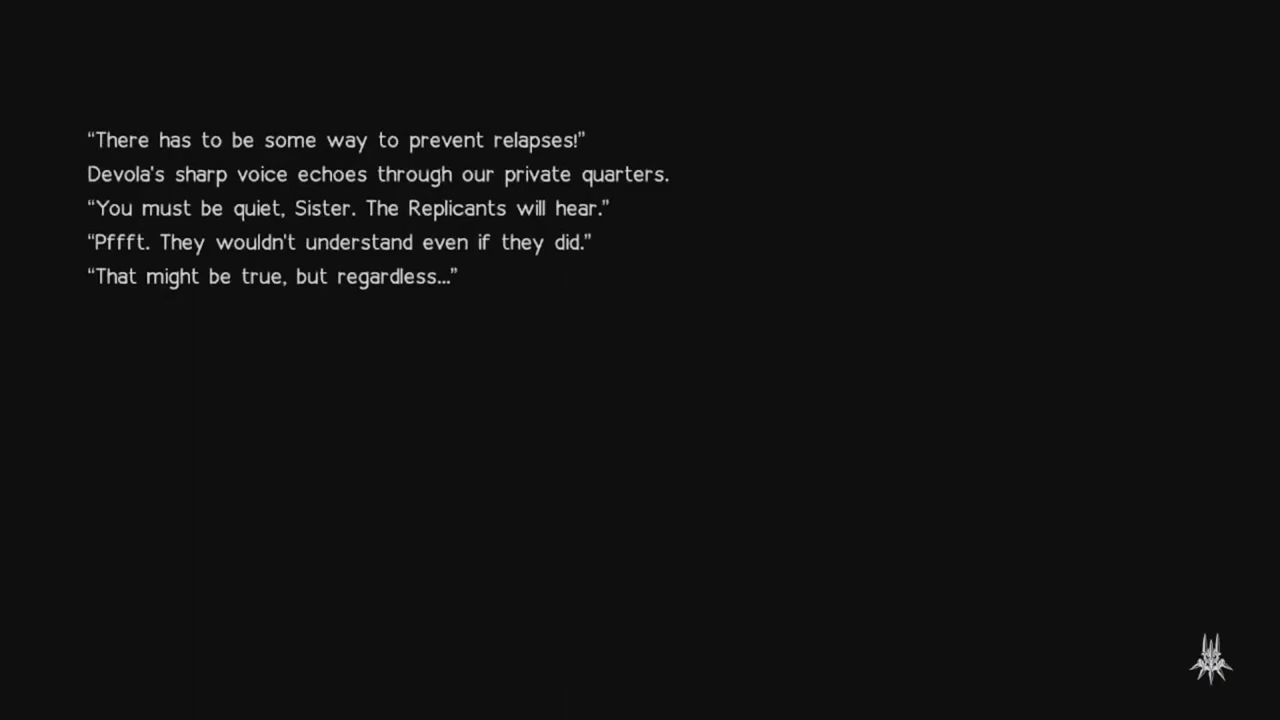 “There has to be some way to prevent relapses!”
Devola's sharp voice echoes through our private quarters.
“You must be quiet, Sister. The Replicants will hear.”
“Pffft. They wouldn't understand even if they did.”
“That might be true, but regardless...”